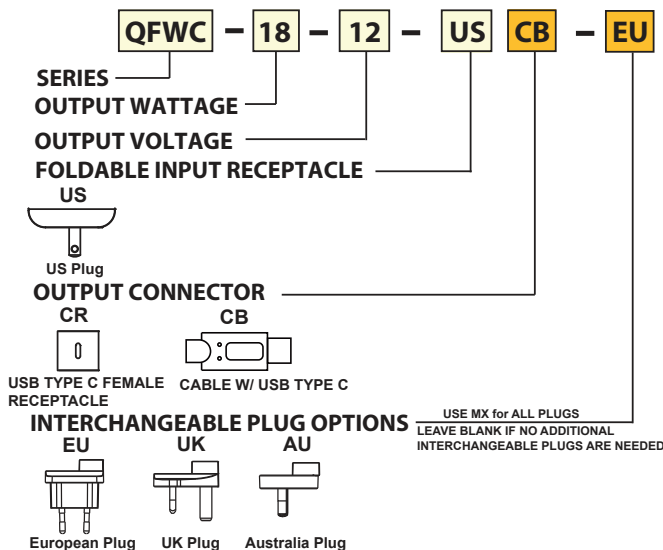 QFWC - 18 - 12 - US CB - EU
SERIES
OUTPUT WATTAGE
OUTPUT VOLTAGE
FOLDABLE INPUT RECEPTACLE
US
US Plug
OUTPUT CONNECTOR
CR CB
USB TYPE C FEMALE RECEPTACLE
CABLE W/ USB TYPE C
INTERCHANGEABLE PLUG OPTIONS
USE MX for ALL PLUGS
LEAVE BLANK IF NO ADDITIONAL
INTERCHANGEABLE PLUGS ARE NEEDED
EU UK AU
European Plug UK Plug Australia Plug